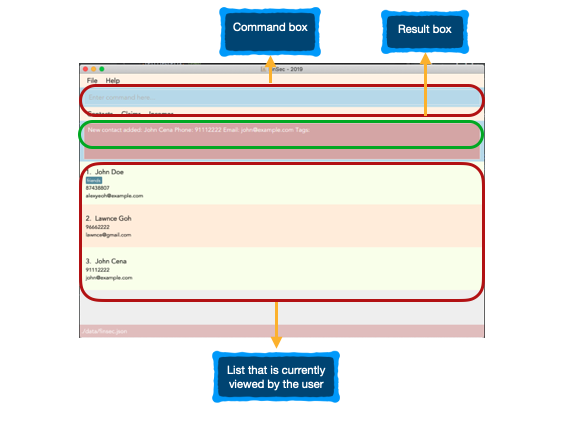 Command box
Result box
FinSec - 2019
File Help
Enter command here...
Contacts Claims Incomes
New contact added: John Cena Phone: 91112222 Email: john@example.com Tags:
1. John Doe
friends
87438807
alexyeoh@example.com
2. Lawnce Goh
96662222
lawnce@gmail.com
3. John Cena
91112222
john@example.com
./data/finsec.json
List that is currently
viewed by the user